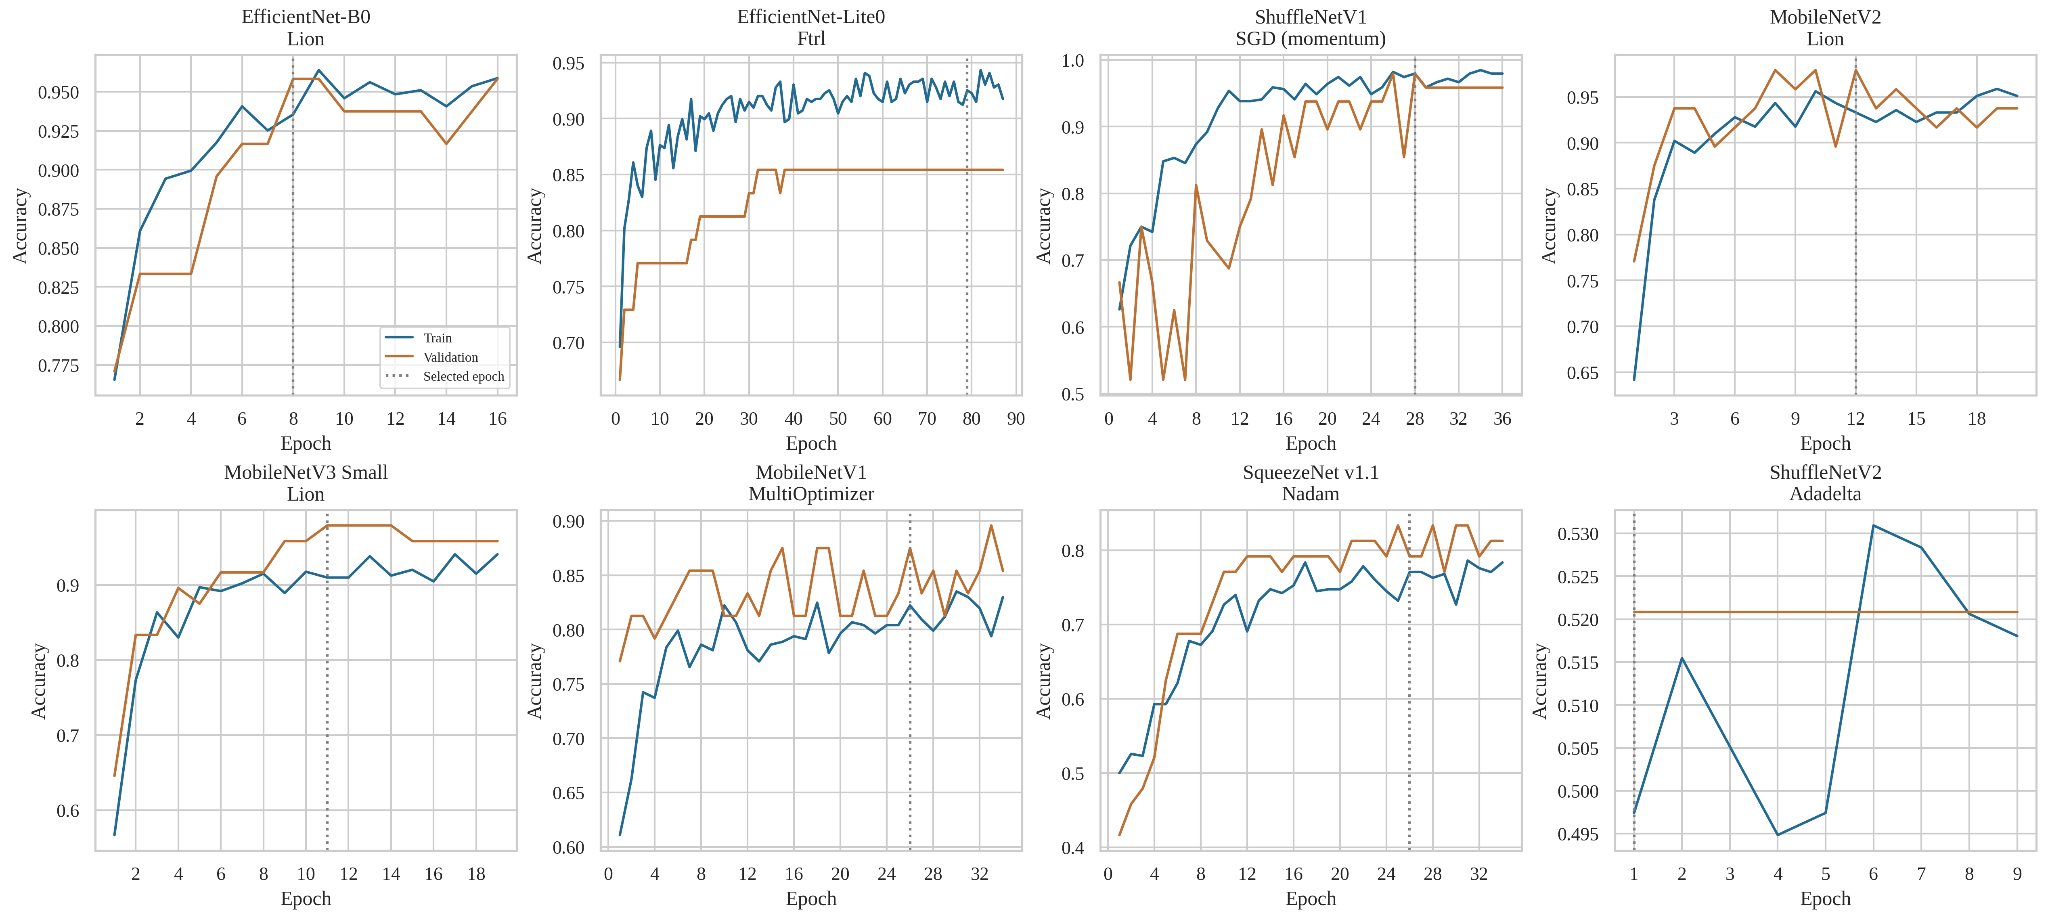 EfficientNet-B0
Lion
Accuracy
0.950
0.925
0.900
0.875
0.850
0.825
0.800
0.775
Train
Validation
Selected epoch
2 4 6 8 10 12 14 16
Epoch
EfficientNet-Lite0
Ftrl
Accuracy
0.95
0.90
0.85
0.80
0.75
0.70
0 10 20 30 40 50 60 70 80 90
Epoch
ShuffleNetV1
SGD (momentum)
Accuracy
1.0
0.9
0.8
0.7
0.6
0.5
0 4 8 12 16 20 24 28 32 36
Epoch
MobileNetV2
Lion
Accuracy
0.95
0.90
0.85
0.80
0.75
0.70
0.65
3 6 9 12 15 18
Epoch
MobileNetV3 Small
Lion
Accuracy
0.9
0.8
0.7
0.6
2 4 6 8 10 12 14 16 18
Epoch
MobileNetV1
MultiOptimizer
Accuracy
0.90
0.85
0.80
0.75
0.70
0.65
0.60
0 4 8 12 16 20 24 28 32
Epoch
SqueezeNet v1.1
Nadam
Accuracy
0.8
0.7
0.6
0.5
0.4
0 4 8 12 16 20 24 28 32
Epoch
ShuffleNetV2
Adadelta
Accuracy
0.530
0.525
0.520
0.515
0.510
0.505
0.500
0.495
1 2 3 4 5 6 7 8 9
Epoch